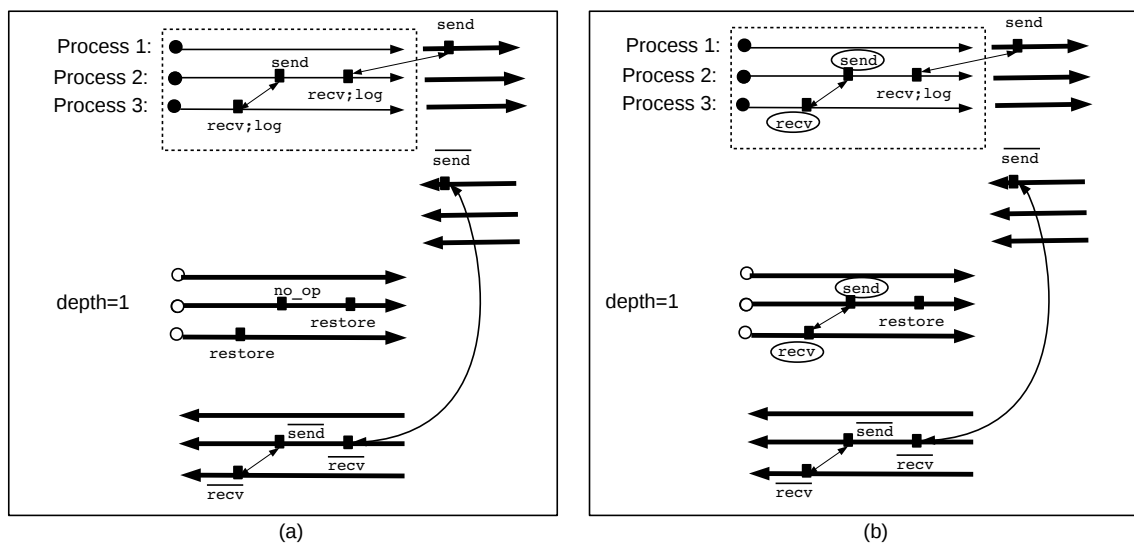 send
Process 1:
send
Process 2:
recv;log
Process 3:
recv;log
send
no_op
depth=1
restore
restore
send
recv
recv
(a)
send
Process 1:
send
Process 2:
recv;log
Process 3:
recv
send
send
depth=1
restore
recv
send
recv
recv
(b)